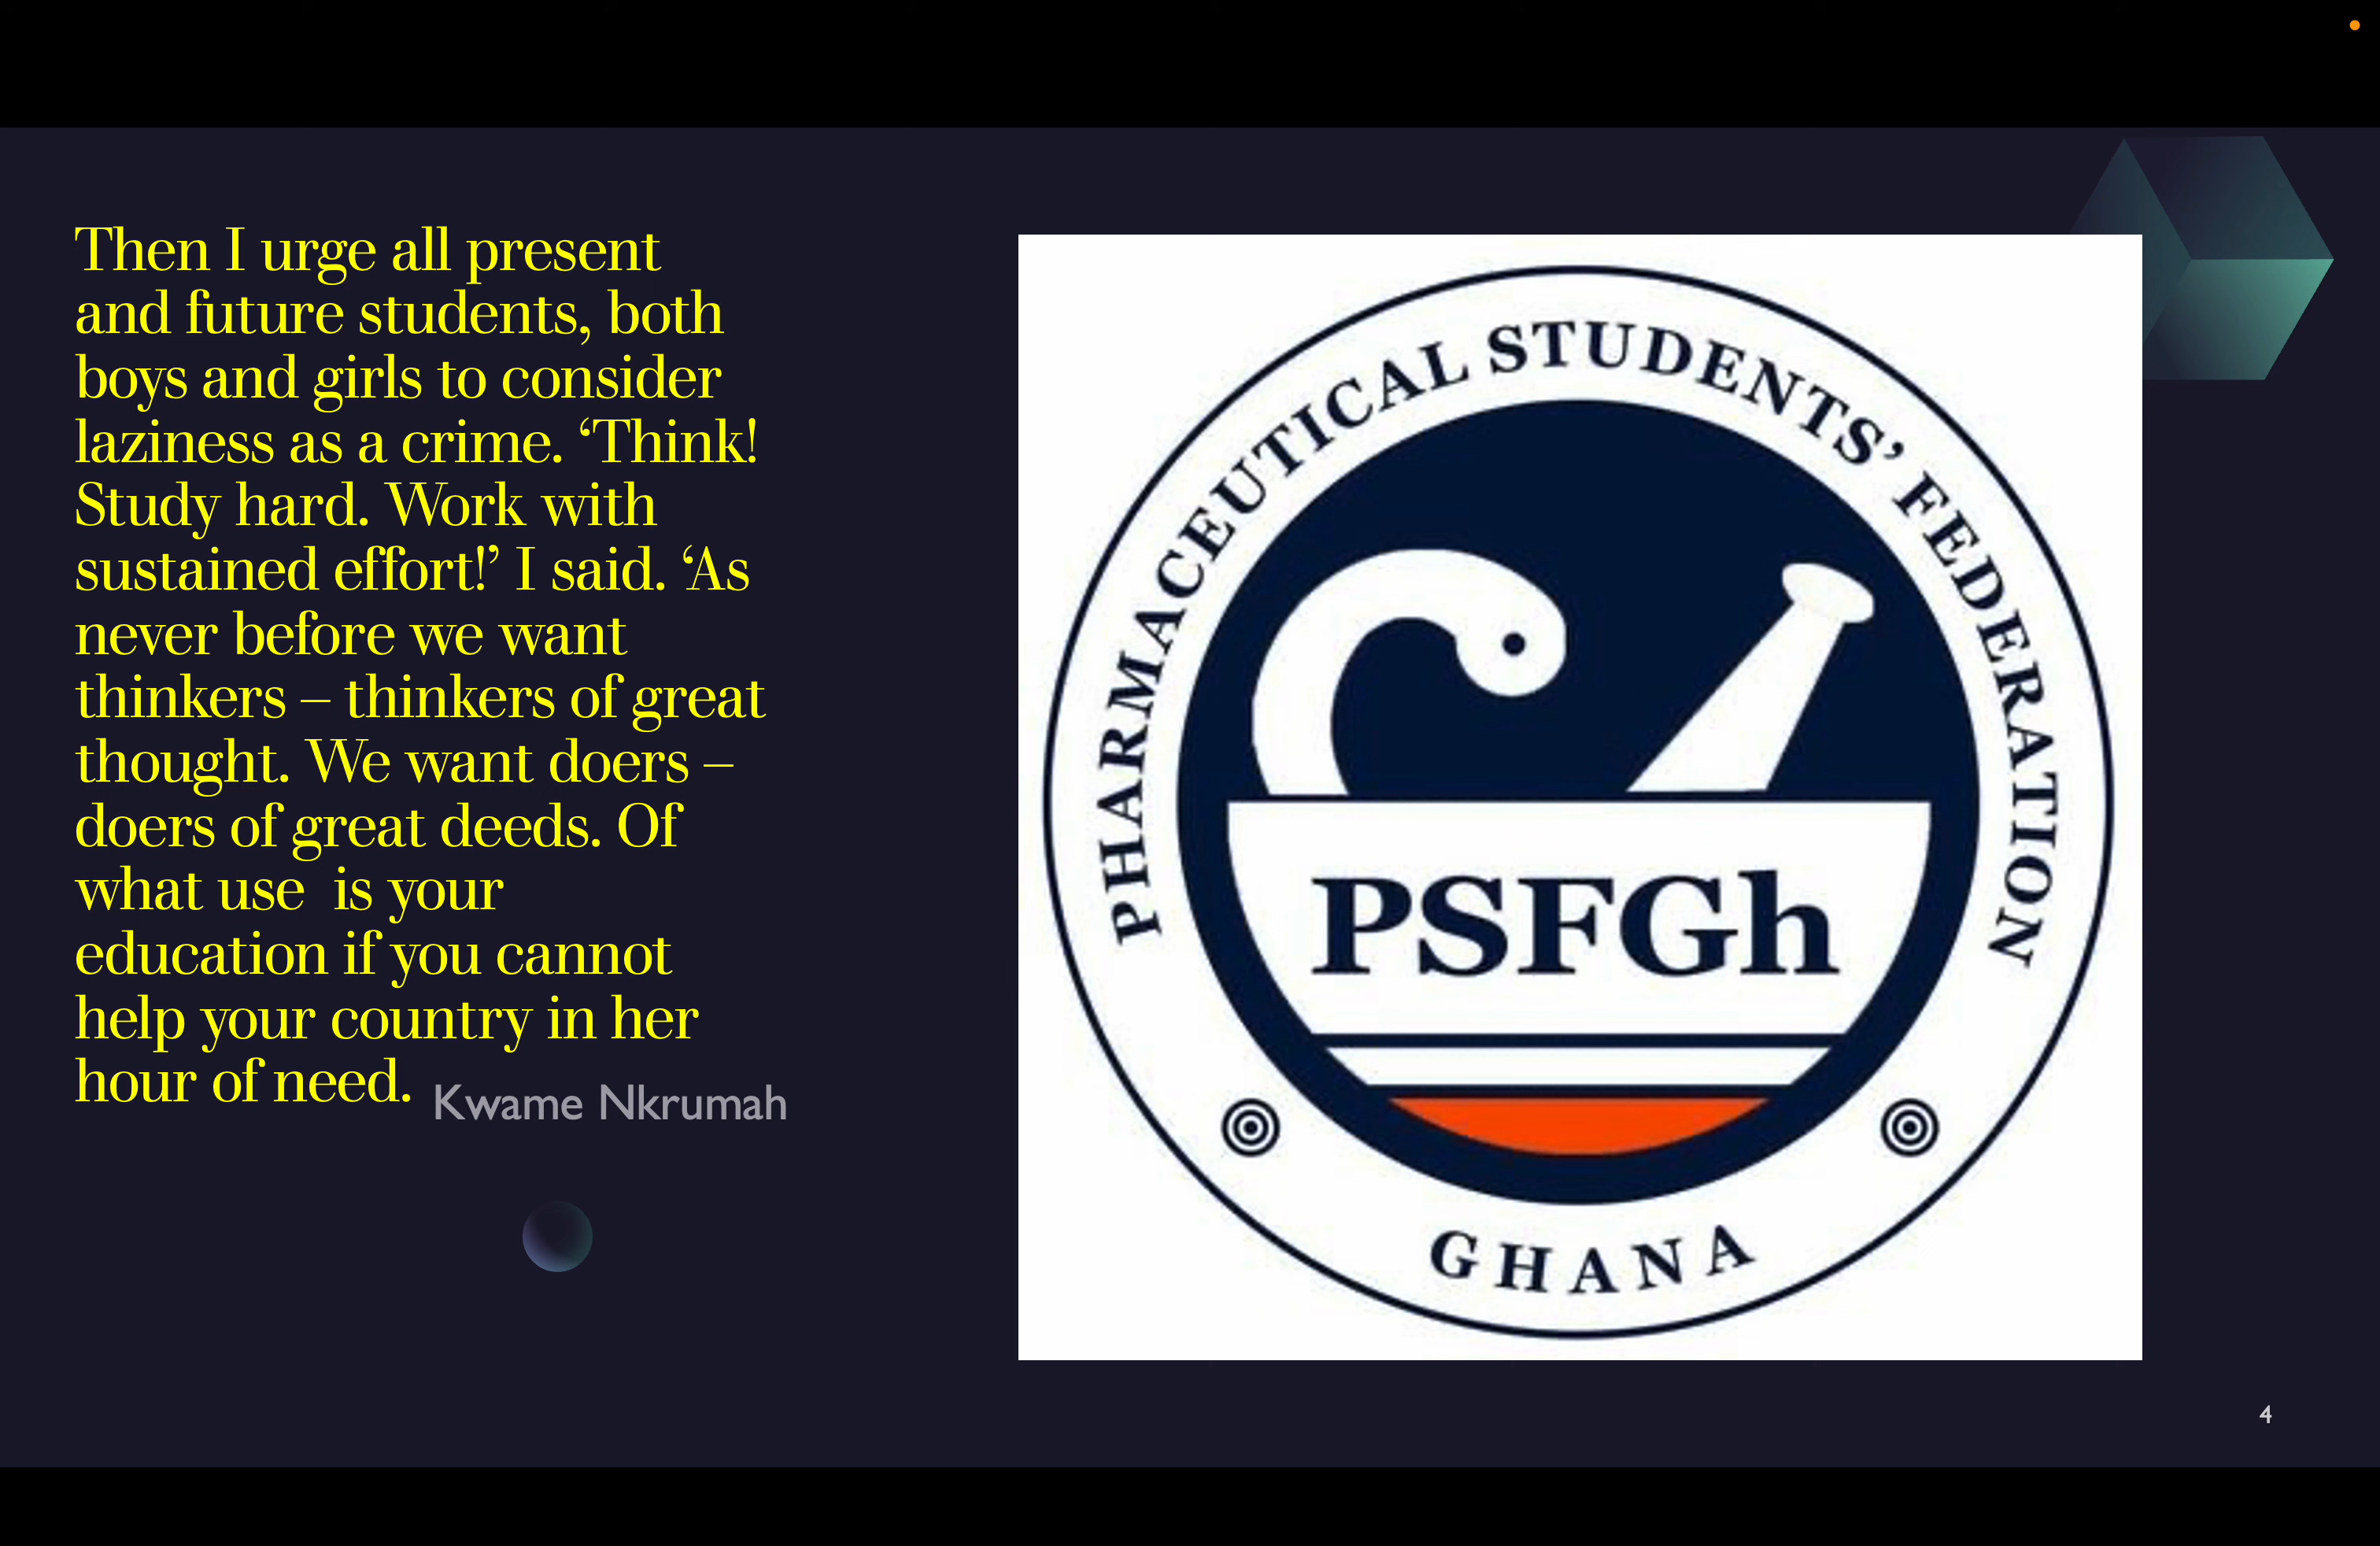 Then I urge all present
and future students, both
boys and girls to consider
laziness as a crime. ‘Think!
Study hard. Work with
sustained effort!’ I said. ‘As
never before we want
thinkers – thinkers of great
thought. We want doers –
doers of great deeds. Of
what use  is your
education if you cannot
help your country in her
hour of need.
Kwame Nkrumah
PHARMACEUTICAL STUDENTS’ FEDERATION
PSFGh
GHANA
4